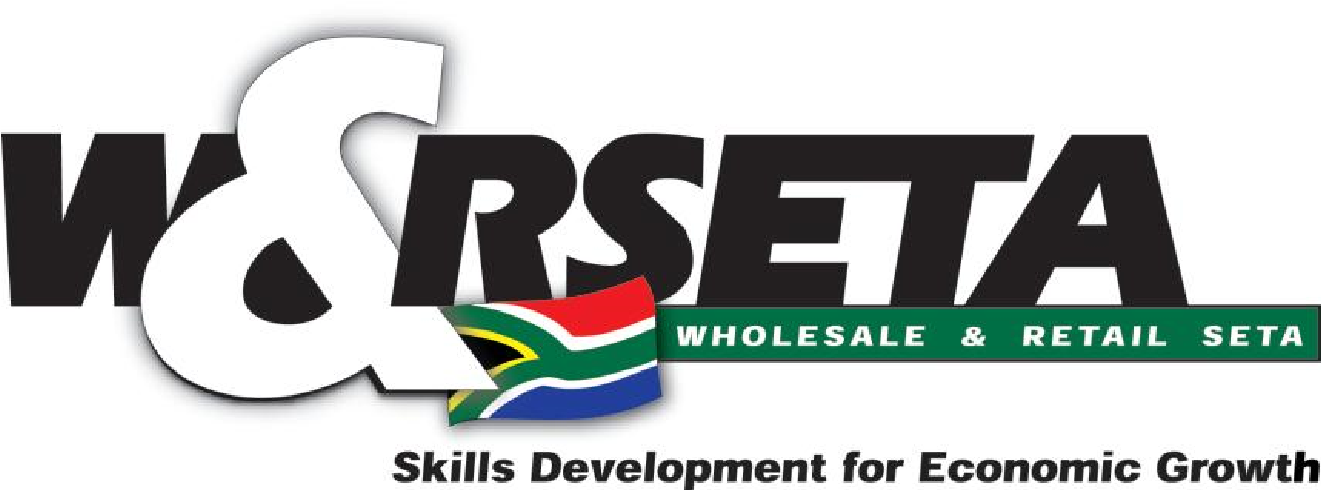 W&RSETA
WHOLESALE & RETAIL SETA
Skills Development for Economic Growth